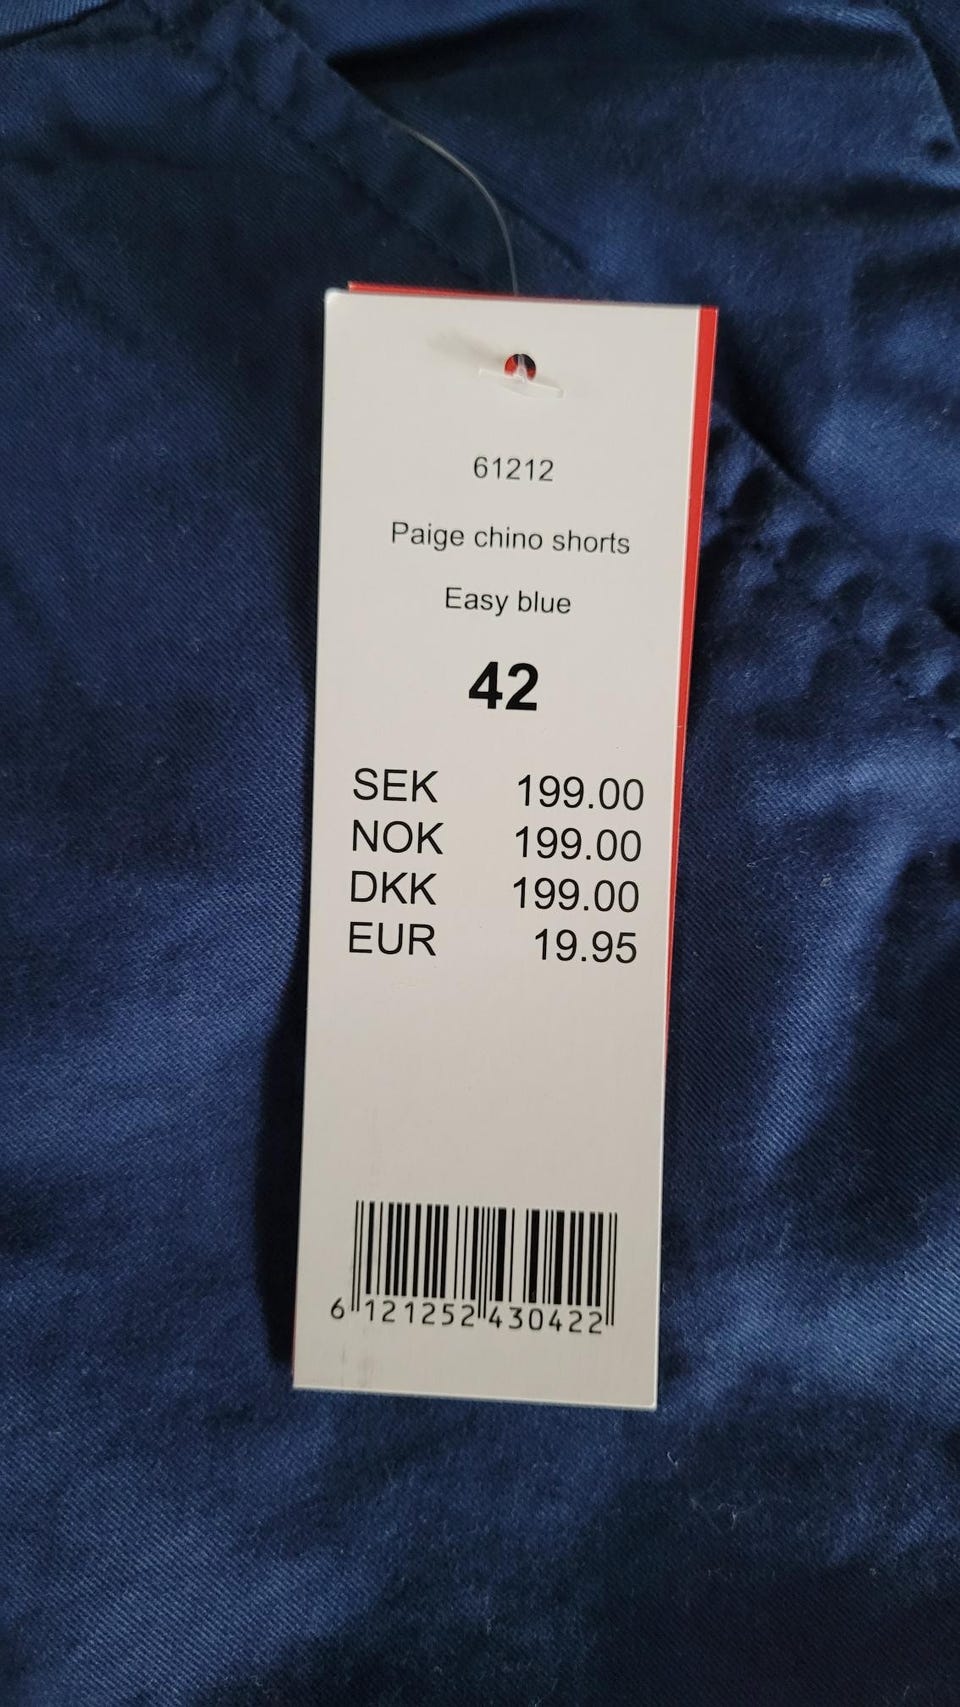 61212
Paige chino shorts
Easy blue
42
SEK 199.00
NOK 199.00
DKK 199.00
EUR 19.95
6 121252 430422